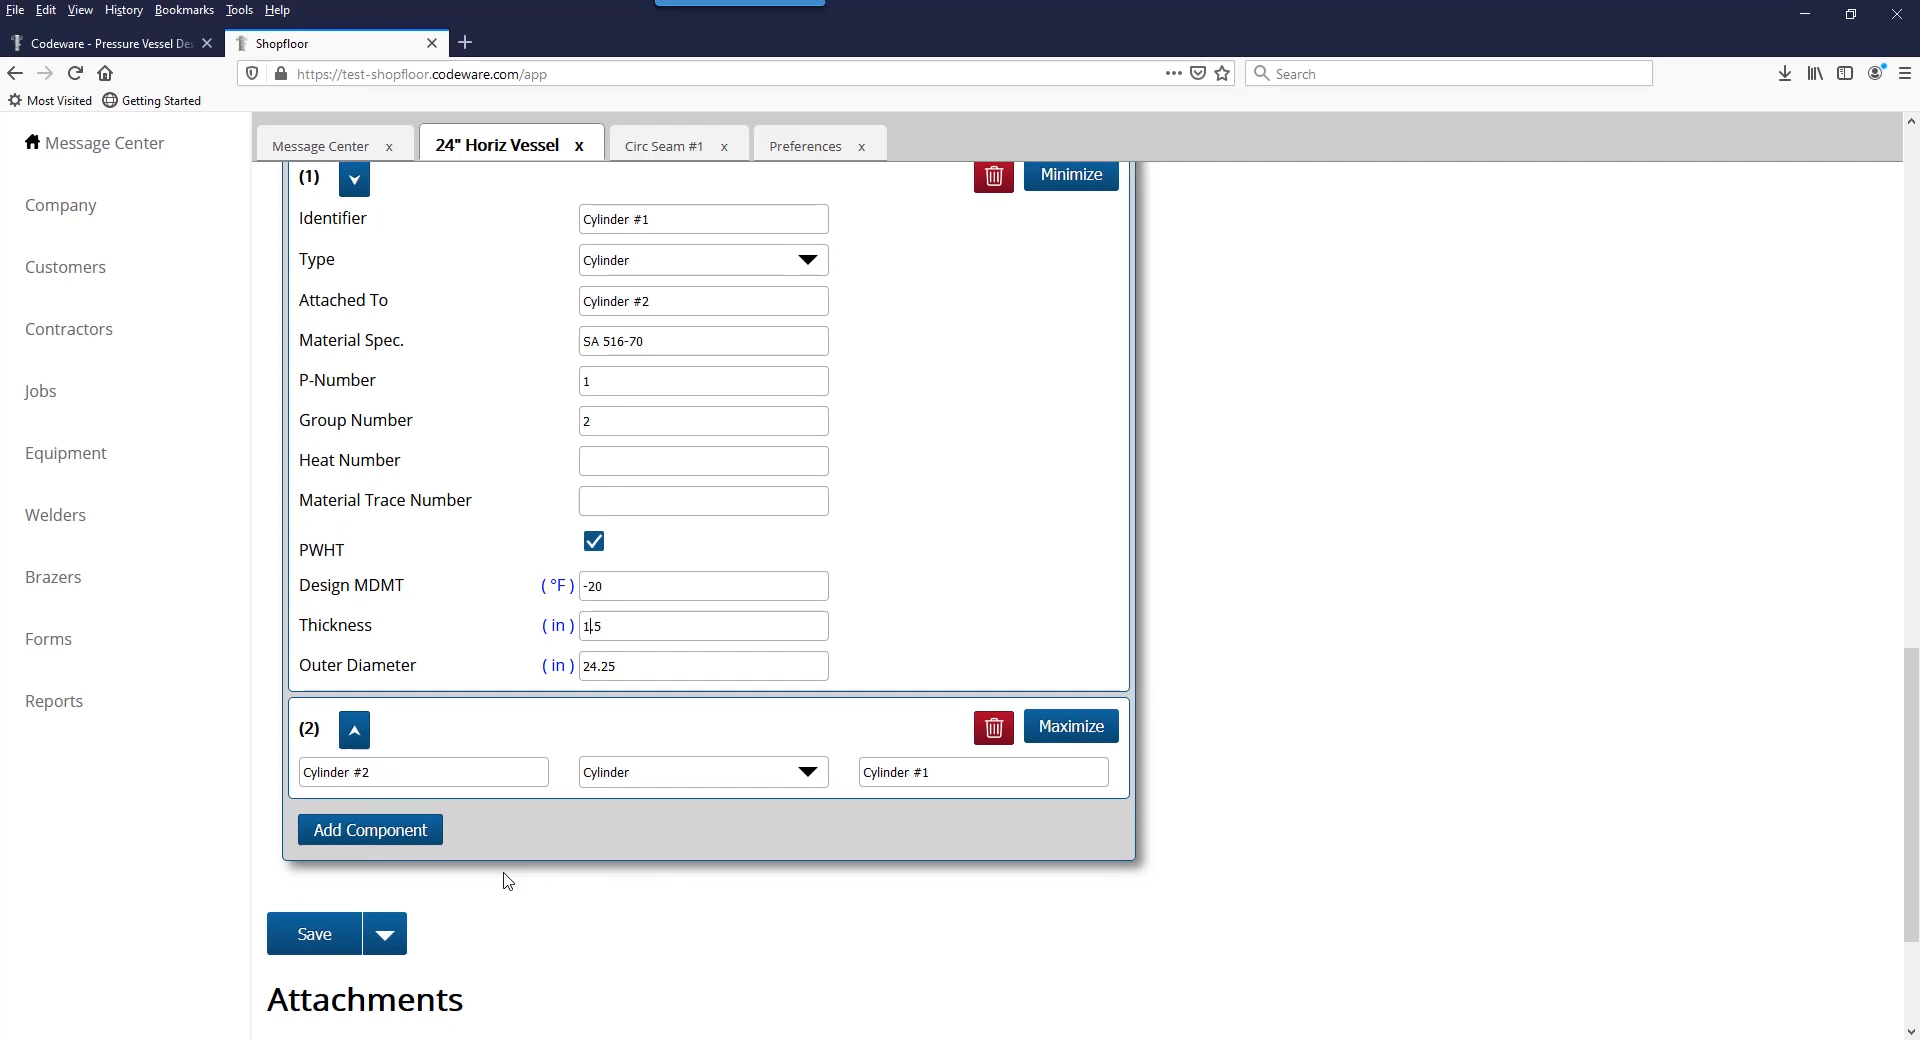 File Edit View History Bookmarks Tools Help
Codeware - Pressure Vessel Des
Shopfloor
https://test-shopfloor.codeware.com/app
Search
Most Visited Getting Started
Message Center
Company
Customers
Contractors
Jobs
Equipment
Welders
Brazers
Forms
Reports
Message Center x
24" Horiz Vessel x
Circ Seam #1 x
Preferences x
(1) Minimize
Identifier Cylinder #1
Type Cylinder
Attached To Cylinder #2
Material Spec. SA 516-70
P-Number 1
Group Number 2
Heat Number
Material Trace Number
PWHT
Design MDMT (°F) -20
Thickness (in) 1.5
Outer Diameter (in) 24.25
(2) Maximize
Cylinder #2 Cylinder Cylinder #1
Add Component
Save
Attachments